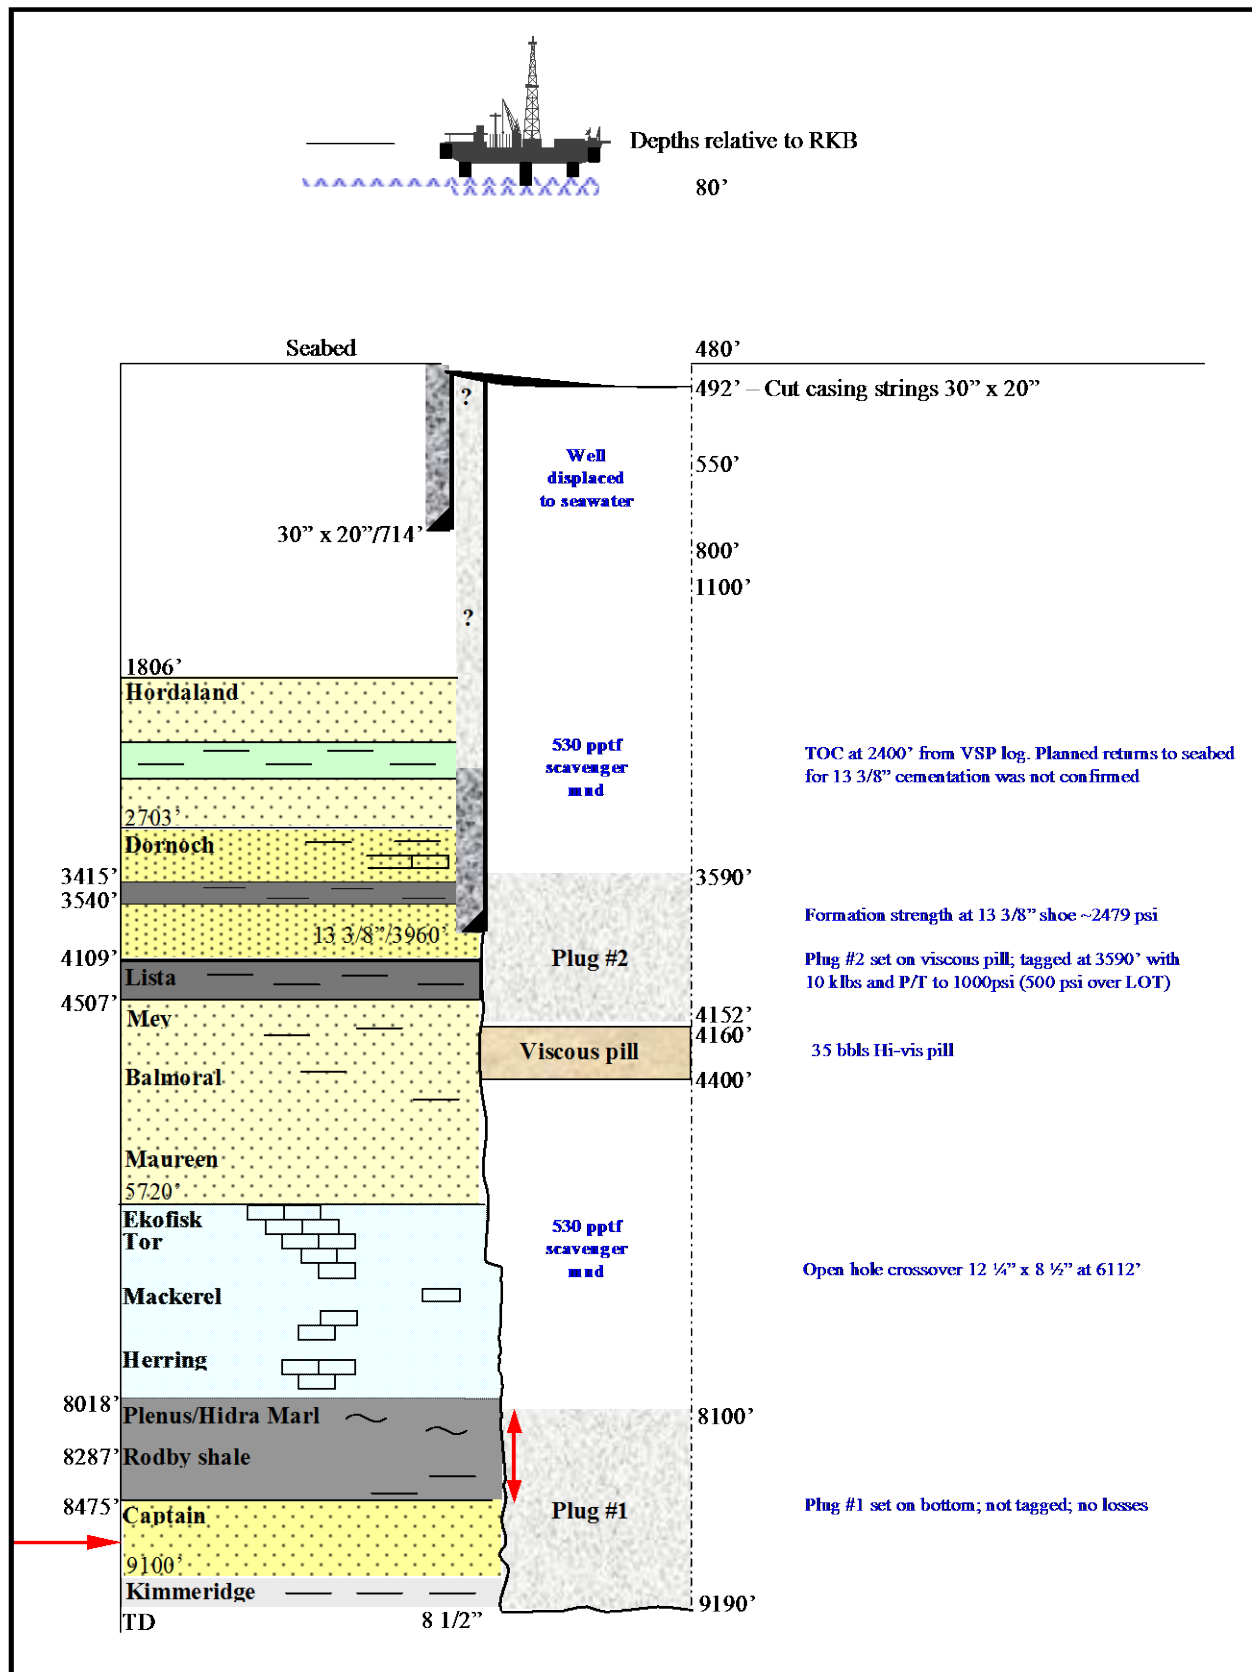 Depths relative to RKB
80’
Seabed
480’
492’ – Cut casing strings 30” x 20”
?
Well
displaced
to seawater
550’
30” x 20”/714’
800’
1100’
?
1806’
Hordaland
530 pptf
scavenger
mud
TOC at 2400’ from VSP log. Planned returns to seabed
for 13 3/8” cementation was not confirmed
2703’
Dornoch
3415’
3590’
3540’
Formation strength at 13 3/8” shoe ~2479 psi
13 3/8”/3960’
Plug #2
Plug #2 set on viscous pill; tagged at 3590’ with
10 klbs and P/T to 1000psi (500 psi over LOT)
4109’
Lista
4507’
Mey
4152’
4160’
Viscous pill
35 bbls Hi-vis pill
Balmoral
4400’
Maureen
5720’
Ekofisk
Tor
530 pptf
scavenger
mud
Open hole crossover 12 ¼” x 8 ½” at 6112’
Mackerel
Herring
8018’
Plenus/Hidra Marl
8100’
8287’
Rodby shale
8475’
Captain
Plug #1
Plug #1 set on bottom; not tagged; no losses
9100’
Kimmeridge
9190’
TD
8 1/2”